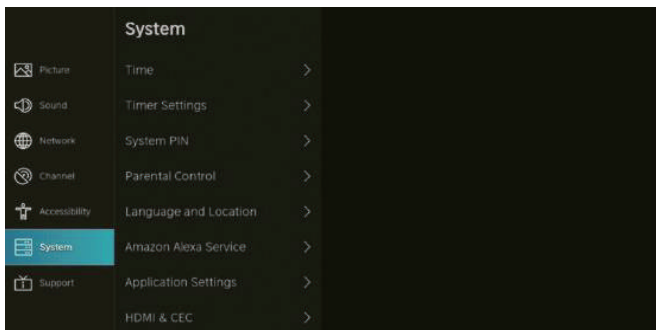 System
Picture
Sound
Network
Channel
Accessibility
System
Support
Time
Timer Settings
System PIN
Parental Control
Language and Location
Amazon Alexa Service
Application Settings
HDMI & CEC